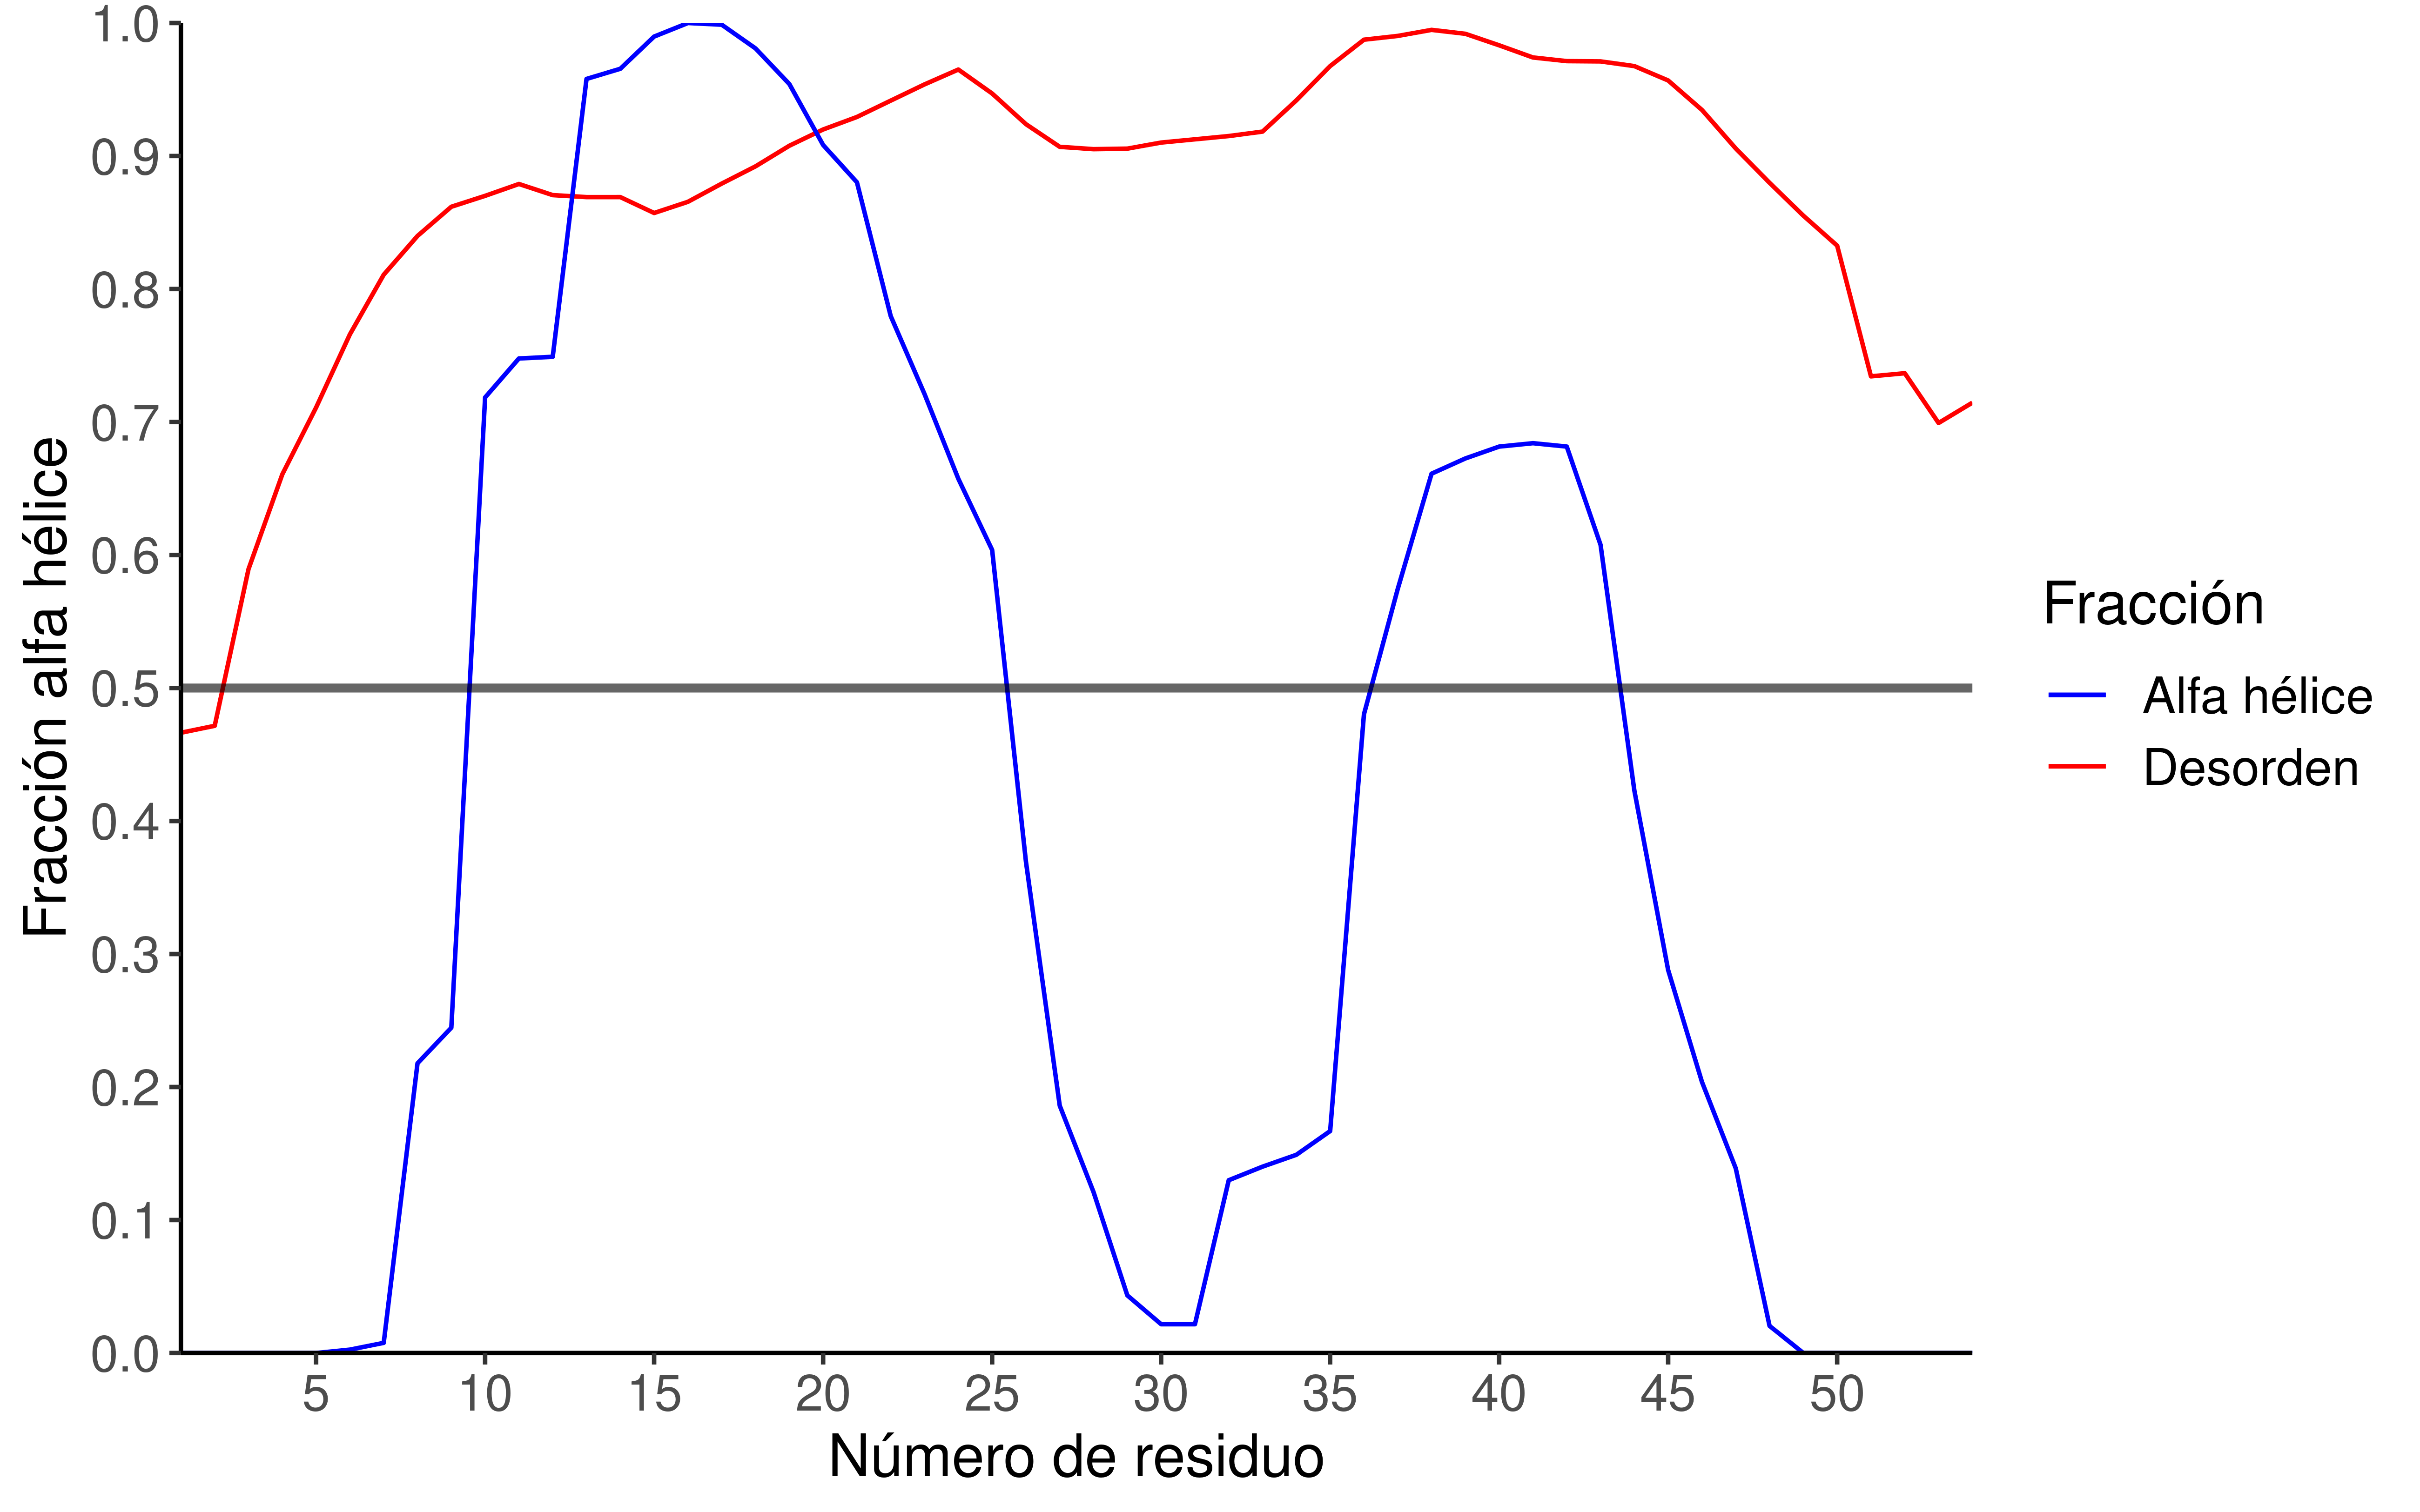 Fracción alfa hélice
1.0
0.9
0.8
0.7
0.6
0.5
0.4
0.3
0.2
0.1
0.0
5 10 15 20 25 30 35 40 45 50
Número de residuo
Fracción
Alfa hélice
Desorden